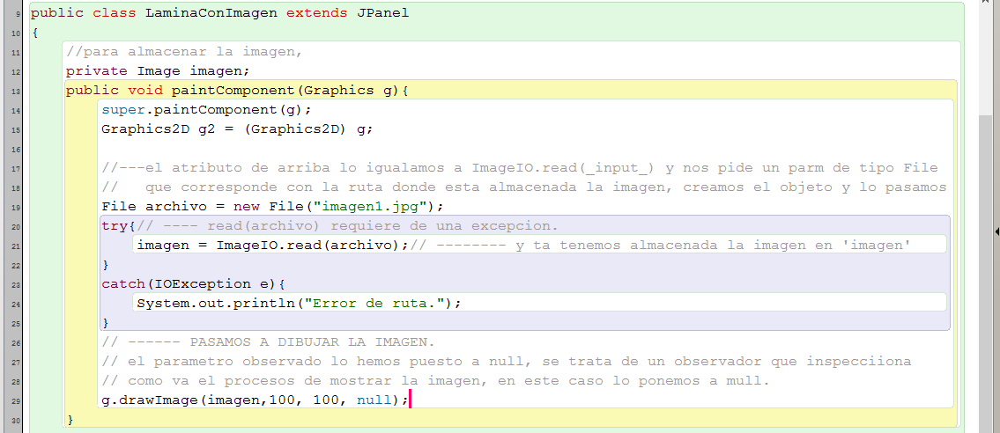 9 public class LaminaConImagen extends JPanel
10 {
11 //para almacenar la imagen,
12 private Image imagen;
13 public void paintComponent(Graphics g){
14 super.paintComponent(g);
15 Graphics2D g2 = (Graphics2D) g;
16
17 //---el atributo de arriba lo igualamos a ImageIO.read(_input_) y nos pide un parm de tipo File
18 //   que corresponde con la ruta donde esta almacenada la imagen, creamos el objeto y lo pasamos
19 File archivo = new File("imagen1.jpg");
20 try{// ---- read(archivo) requiere de una excepcion.
21 imagen = ImageIO.read(archivo);// -------- y ta tenemos almacenada la imagen en 'imagen'
22 }
23 catch(IOException e){
24 System.out.println("Error de ruta.");
25 }
26 // ------ PASAMOS A DIBUJAR LA IMAGEN.
27 // el parametro observado lo hemos puesto a null, se trata de un observador que inspecciiona
28 // como va el procesos de mostrar la imagen, en este caso lo ponemos a mull.
29 g.drawImage(imagen,100, 100, null);
30 }